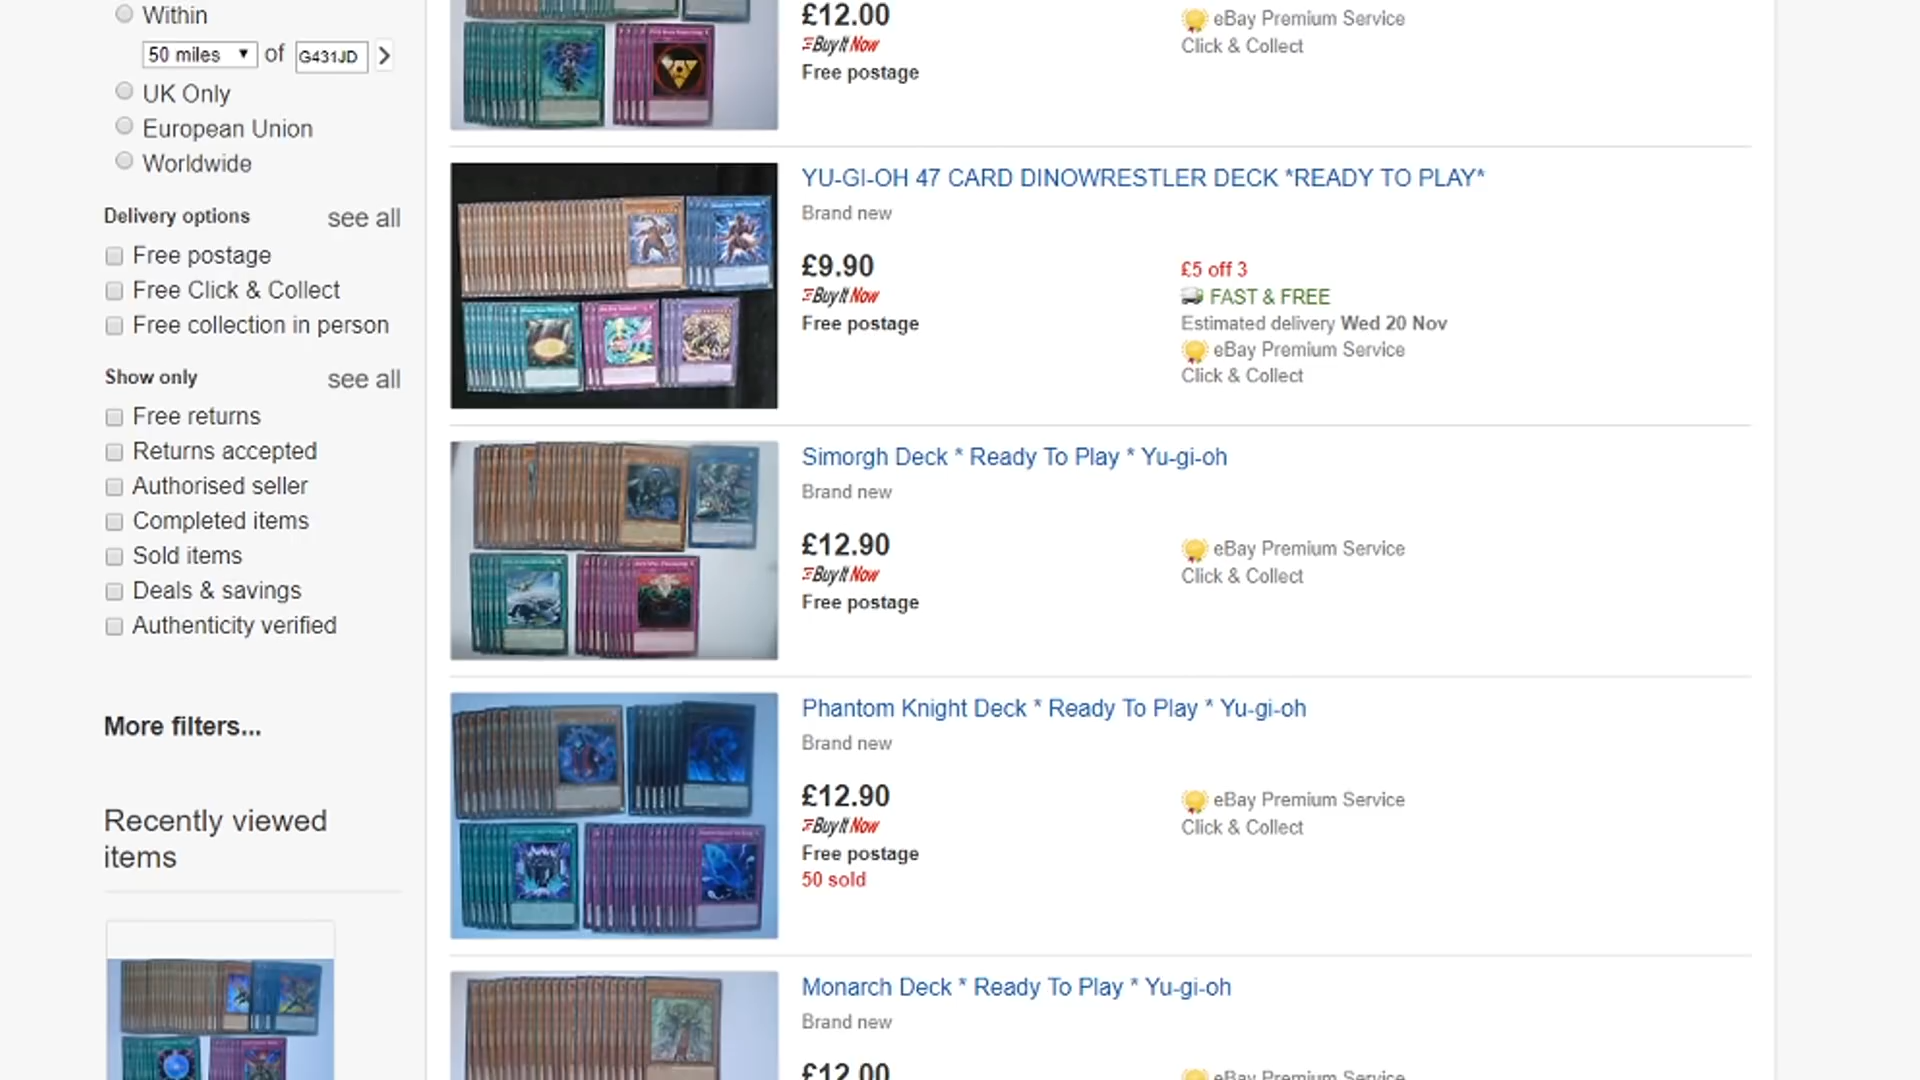 Within
50 miles ▼ of G431JD >
UK Only
European Union
Worldwide
Delivery options see all
Free postage
Free Click & Collect
Free collection in person
Show only see all
Free returns
Returns accepted
Authorised seller
Completed items
Sold items
Deals & savings
Authenticity verified
More filters...
Recently viewed
items
£12.00
Buy It Now
Free postage
eBay Premium Service
Click & Collect
YU-GI-OH 47 CARD DINOWRESTLER DECK *READY TO PLAY*
Brand new
£9.90
Buy It Now
Free postage
£5 off 3
FAST & FREE
Estimated delivery Wed 20 Nov
eBay Premium Service
Click & Collect
Simorgh Deck * Ready To Play * Yu-gi-oh
Brand new
£12.90
Buy It Now
Free postage
eBay Premium Service
Click & Collect
Phantom Knight Deck * Ready To Play * Yu-gi-oh
Brand new
£12.90
Buy It Now
Free postage
50 sold
eBay Premium Service
Click & Collect
Monarch Deck * Ready To Play * Yu-gi-oh
Brand new
£12.00
eBay Premium Service